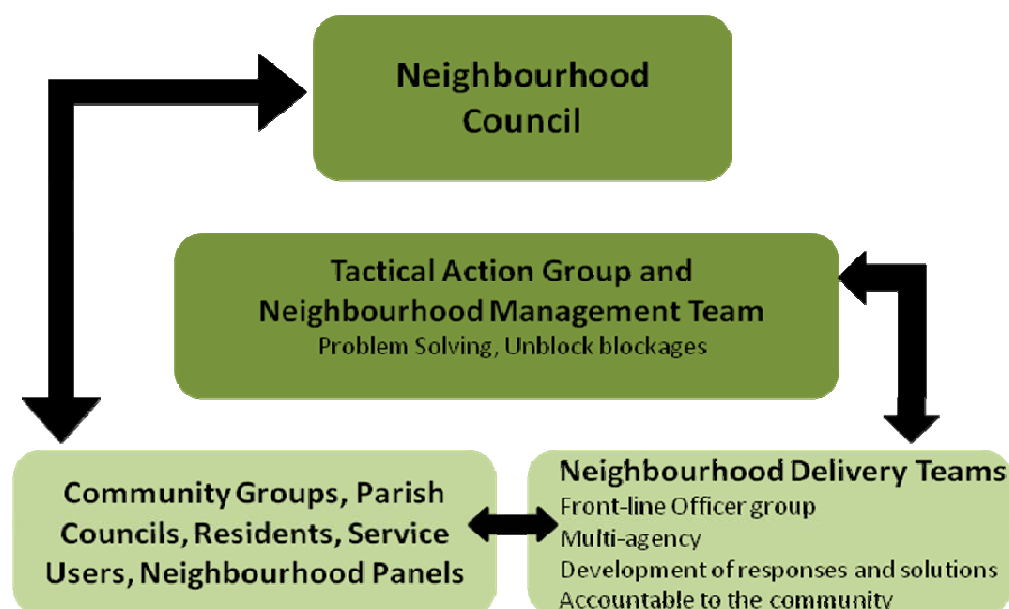 Neighbourhood
Council
Tactical Action Group and
Neighbourhood Management Team
Problem Solving, Unblock blockages
Community Groups, Parish
Councils, Residents, Service
Users, Neighbourhood Panels
Neighbourhood Delivery Teams
Front-line Officer group
Multi-agency
Development of responses and solutions
Accountable to the community